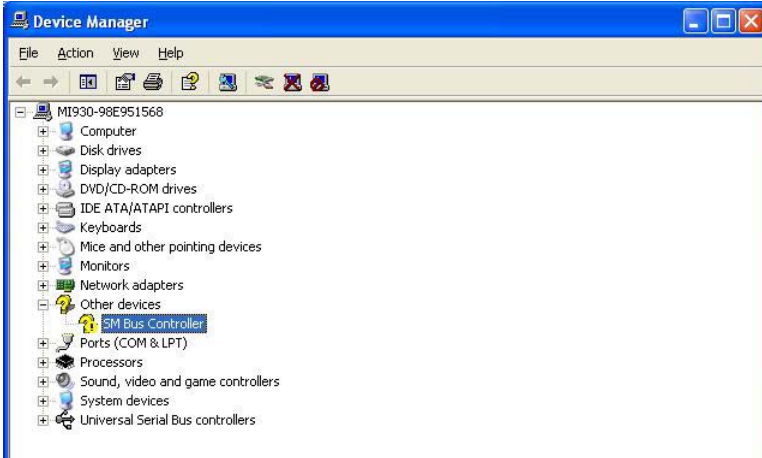 Device Manager
File Action View Help
MI930-98E951568
Computer
Disk drives
Display adapters
DVD/CD-ROM drives
IDE ATA/ATAPI controllers
Keyboards
Mice and other pointing devices
Monitors
Network adapters
Other devices
SM Bus Controller
Ports (COM & LPT)
Processors
Sound, video and game controllers
System devices
Universal Serial Bus controllers